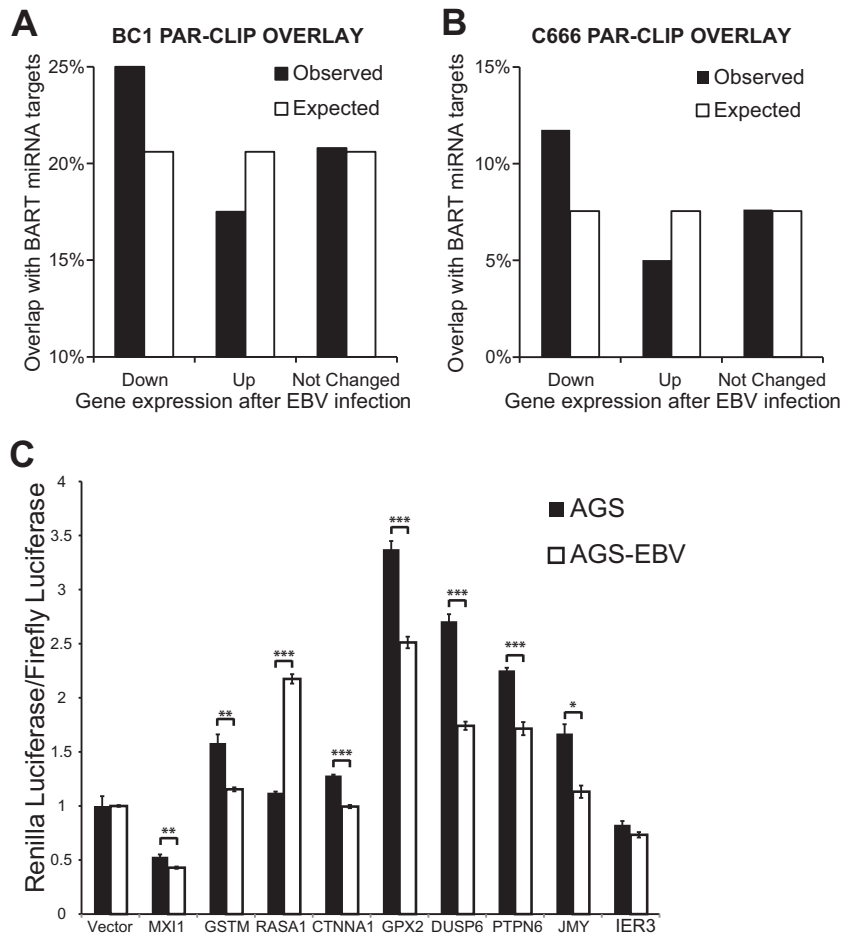 A
BC1 PAR-CLIP OVERLAY
Overlap with BART miRNA targets
25%
20%
15%
10%
Observed
Expected
Down
Up
Not Changed
Gene expression after EBV infection
B
C666 PAR-CLIP OVERLAY
Overlap with BART miRNA targets
15%
10%
5%
0%
Observed
Expected
Down
Up
Not Changed
Gene expression after EBV infection
C
Renilla Luciferase/Firefly Luciferase
4
3.5
3
2.5
2
1.5
1
0.5
0
AGS
AGS-EBV
**
**
***
***
***
***
***
*
Vector
MXI1
GSTM
RASA1
CTNNA1
GPX2
DUSP6
PTPN6
JMY
IER3